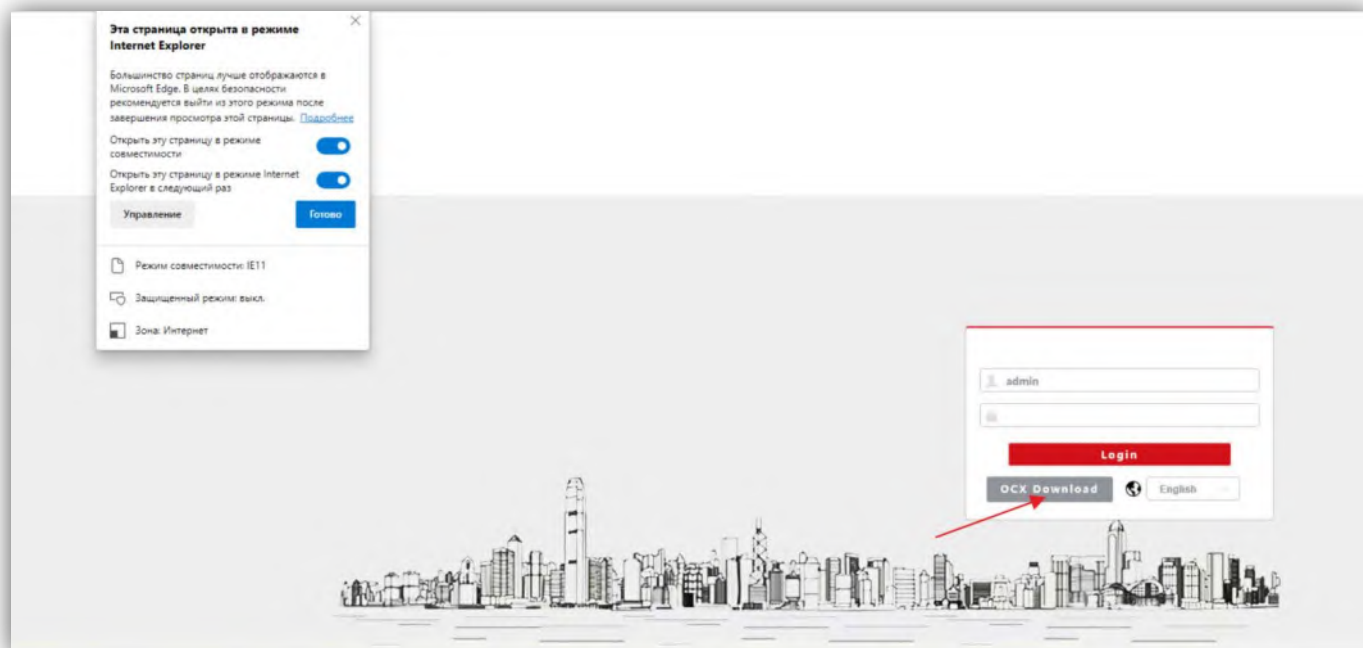 Эта страница открыта в режиме
Internet Explorer
Большинство страниц лучше отображаются в
Microsoft Edge. В целях безопасности
рекомендуется выйти из этого режима после
завершения просмотра этой страницы. Подробнее
Открыть эту страницу в режиме
совместимости
Открыть эту страницу в режиме Internet
Explorer в следующий раз
Управление
Готово
Режим совместимости: IE11
Защищенный режим: выкл.
Зона: Интернет
admin
Login
OCX Download
English